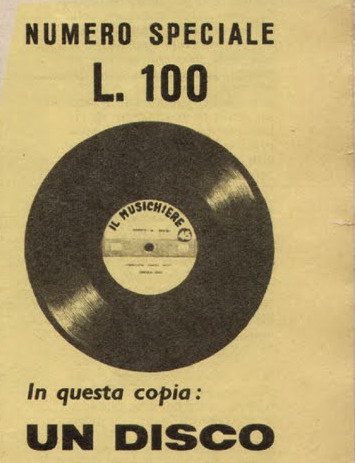 NUMERO SPECIALE
L. 100
IL MUSICHIERE
45
In questa copia:
UN DISCO